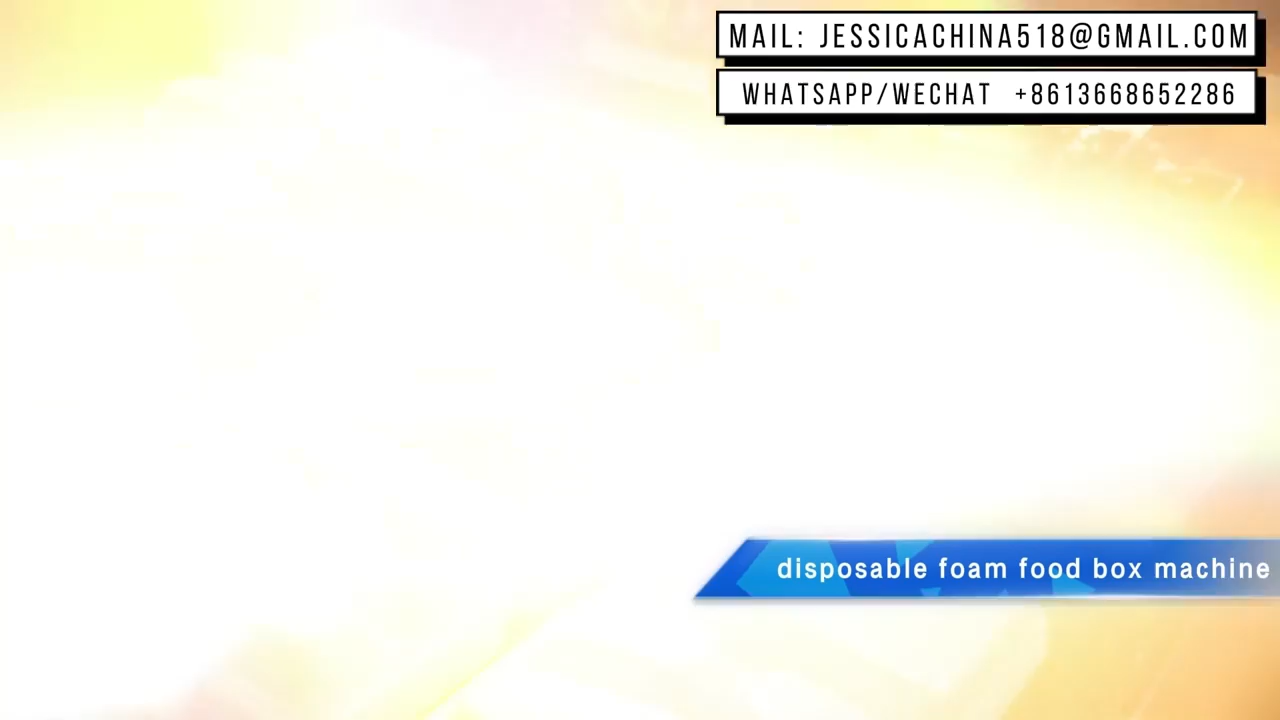 MAIL: JESSICACHINA518@GMAIL.COM
WHATSAPP/WECHAT +8613668652286
disposable foam food box machine